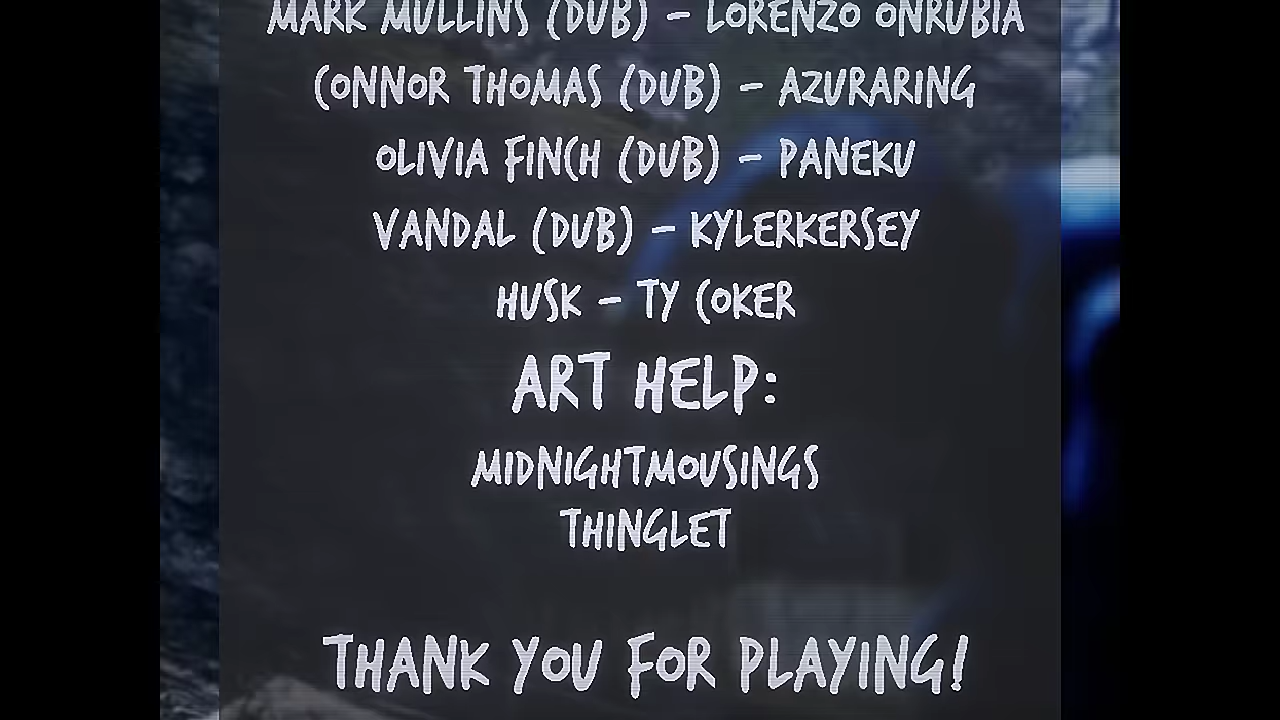 MARK MULLINS (DUB) - LORENZO ONRUBIA
CONNOR THOMAS (DUB) - AZURARING
OLIVIA FINCH (DUB) - PANEKU
VANDAL (DUB) - KYLERKERSEY
HUSK - TY COKER
ART HELP:
MIDNIGHTMOUSINGS
THINGLET
THANK YOU FOR PLAYING!